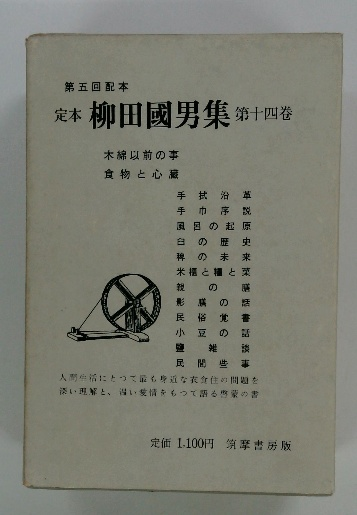 第五回配本
定本 柳田國男集 第十四巻
木綿以前の事
食物と心臓
手拭沿革
手巾序説
風呂の起原
臼の歴史
稗の未来
米櫃と糧と菜
親の膳
影膳の話
民俗覚書
小豆の話
鹽雑談
民間些事
人間生活にとつて最も身近な衣食住の問題を
深い理解と、温い愛情をもつて語る啓蒙の書
定価 1,100円 筑摩書房版